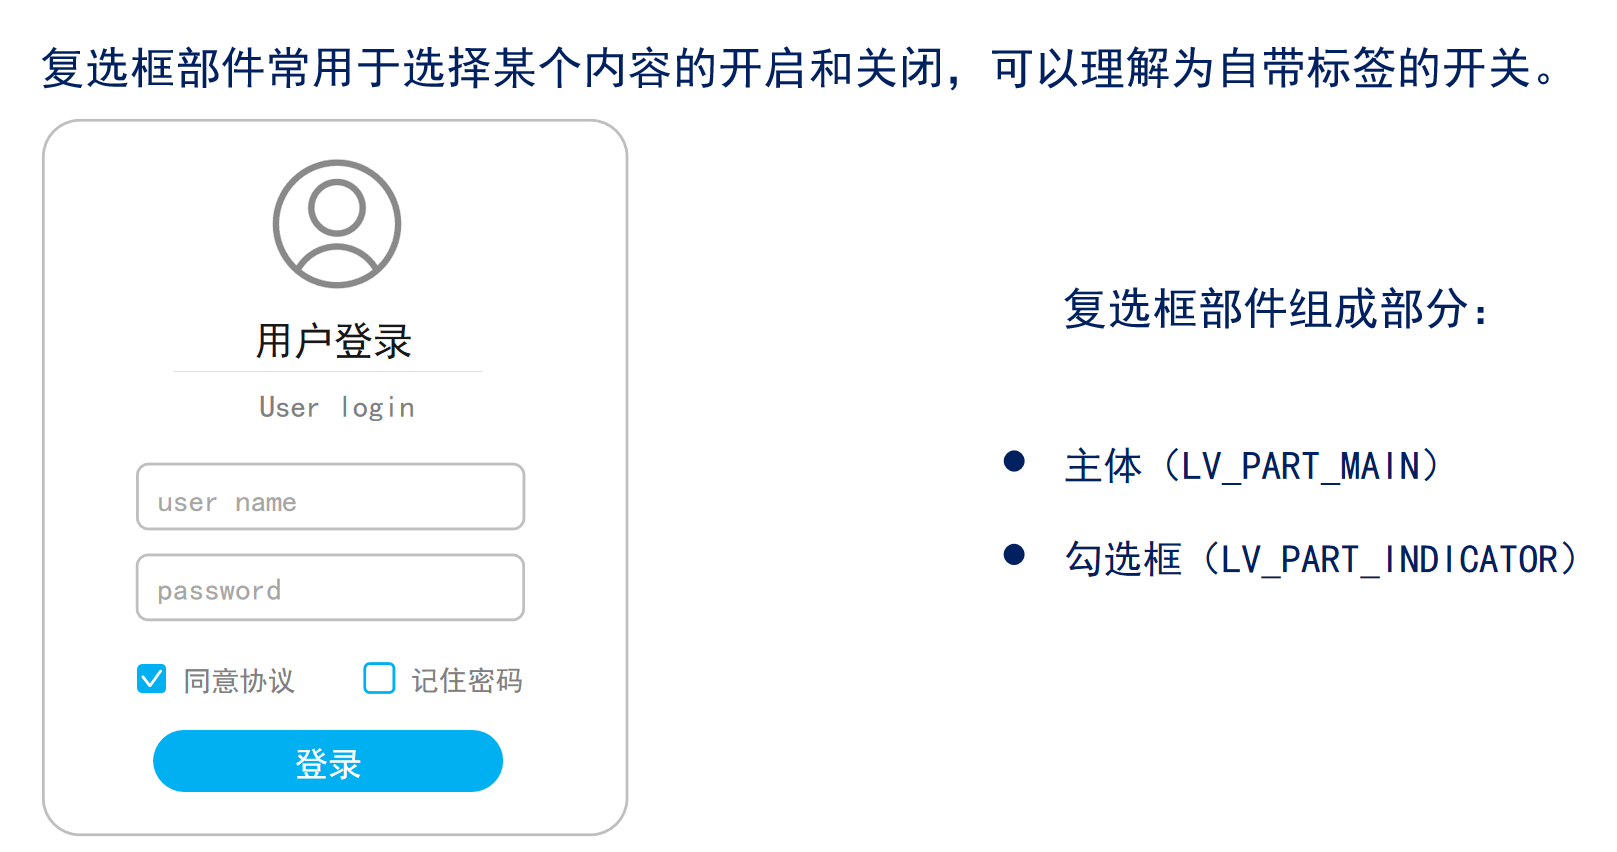 复选框部件常用于选择某个内容的开启和关闭，可以理解为自带标签的开关。
用户登录
User login
user name
password
同意协议
记住密码
登录
复选框部件组成部分：
● 主体（LV_PART_MAIN）
● 勾选框（LV_PART_INDICATOR）